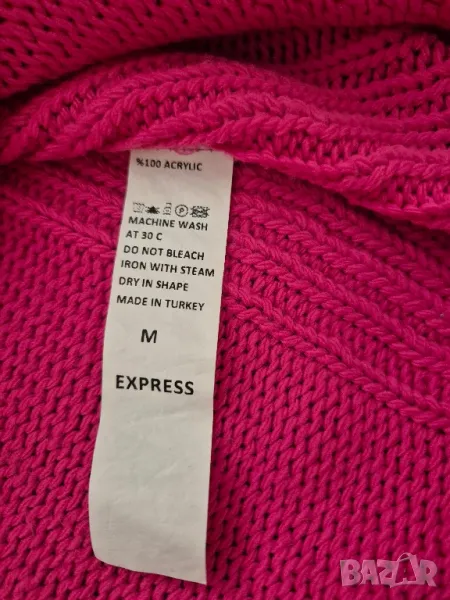 %100 ACRYLIC
MACHINE WASH
AT 30 C
DO NOT BLEACH
IRON WITH STEAM
DRY IN SHAPE
MADE IN TURKEY
M
EXPRESS
BAZAR